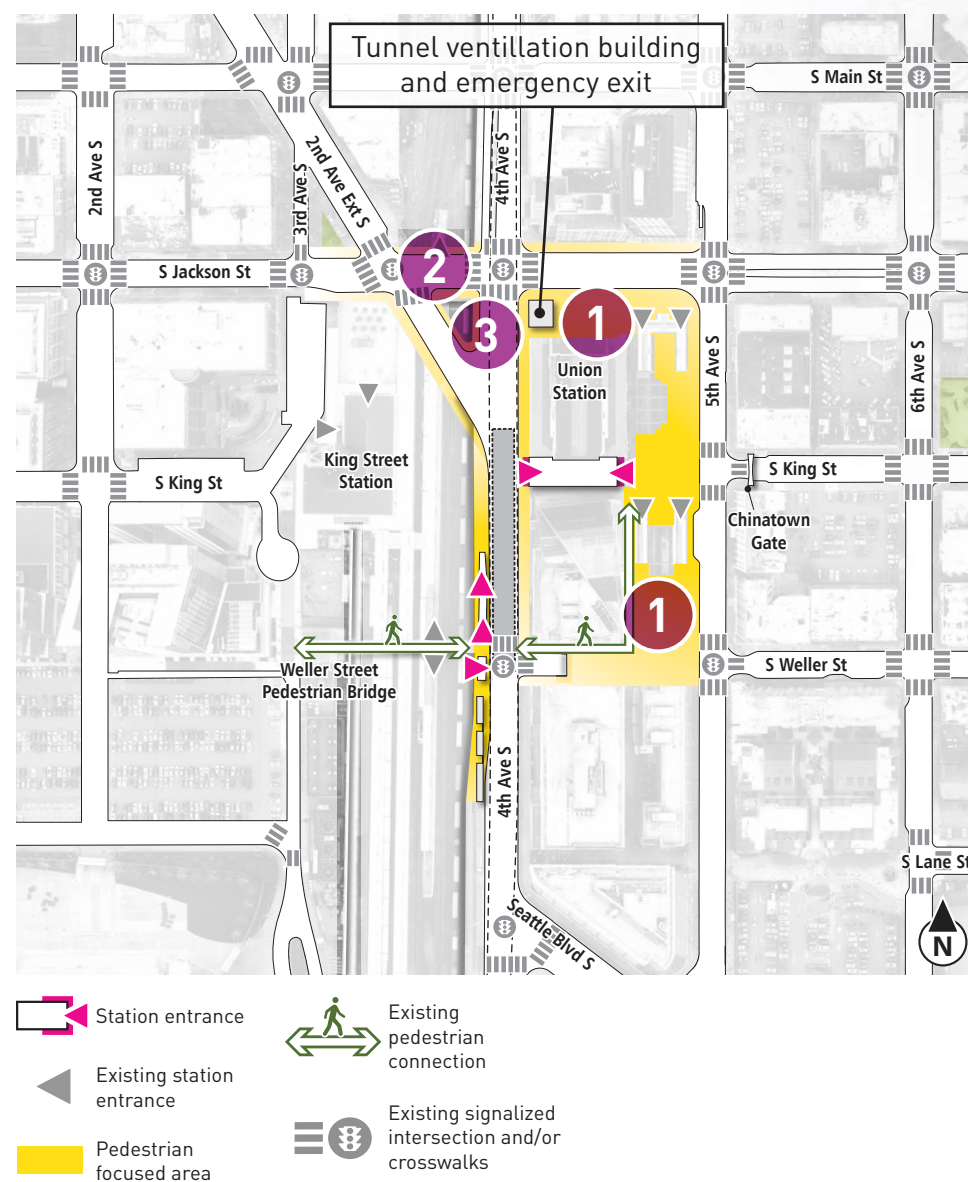 Tunnel ventillation building
and emergency exit
S Main St
2nd Ave S
3rd Ave S
2nd Ave Ext S
4th Ave S
S Jackson St
2
3
1
Union
Station
5th Ave S
6th Ave S
King Street
Station
S King St
S King St
Chinatown
Gate
1
Weller Street
Pedestrian Bridge
S Weller St
4th Ave S
S Lane St
Seattle Blvd S
N
Station entrance
Existing station
entrance
Pedestrian
focused area
Existing
pedestrian
connection
Existing signalized
intersection and/or
crosswalks